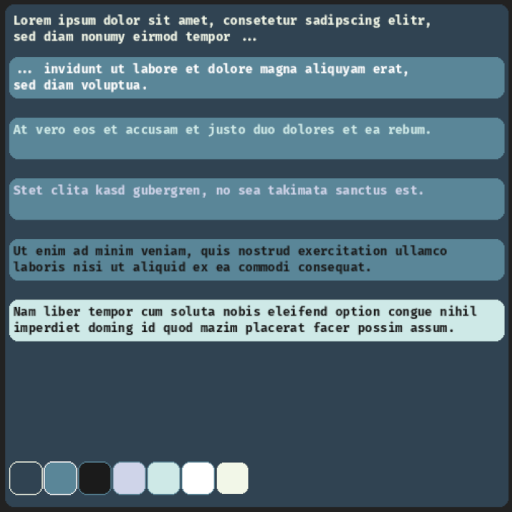 Lorem ipsum dolor sit amet, consetetur sadipscing elitr,
sed diam nonumy eirmod tempor ...
... invidunt ut labore et dolore magna aliquyam erat,
sed diam voluptua.
At vero eos et accusam et justo duo dolores et ea rebum.
Stet clita kasd gubergren, no sea takimata sanctus est.
Ut enim ad minim veniam, quis nostrud exercitation ullamco
laboris nisi ut aliquid ex ea commodi consequat.
Nam liber tempor cum soluta nobis eleifend option congue nihil
imperdiet doming id quod mazim placerat facer possim assum.